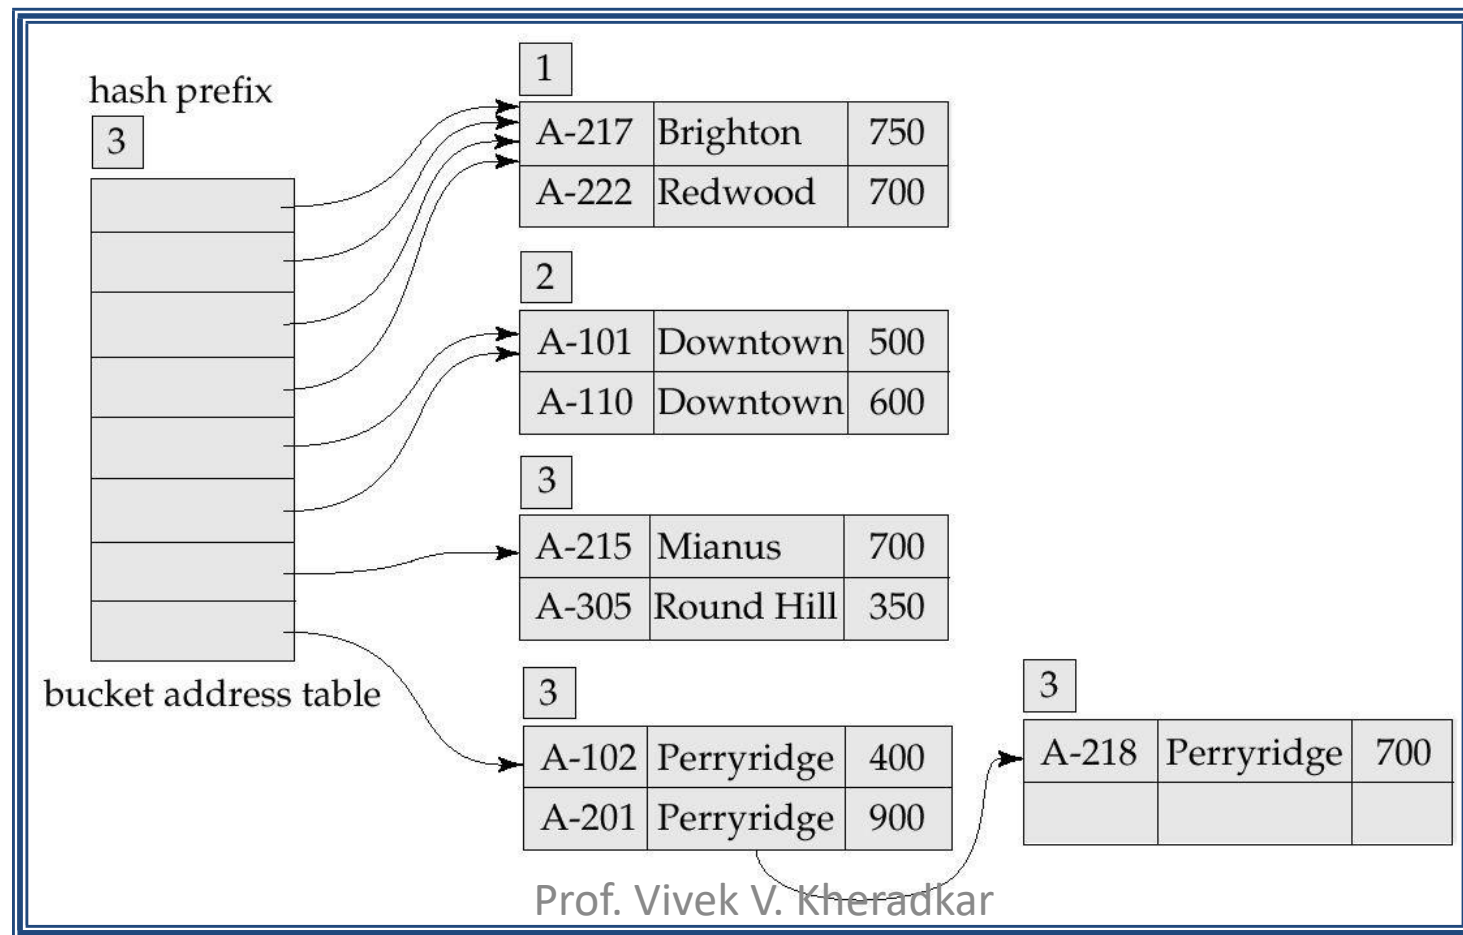 hash prefix
3
bucket address table
1
A-217 Brighton 750
A-222 Redwood 700
2
A-101 Downtown 500
A-110 Downtown 600
3
A-215 Mianus 700
A-305 Round Hill 350
3
A-102 Perryridge 400
A-201 Perryridge 900
3
A-218 Perryridge 700
Prof. Vivek V. Kheradkar